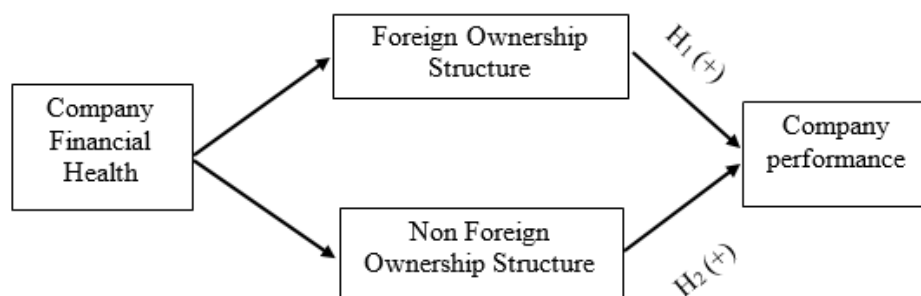 Foreign Ownership
Structure
H₁ (+)
Company
Financial
Health
Company
performance
Non Foreign
Ownership Structure
H₂ (+)